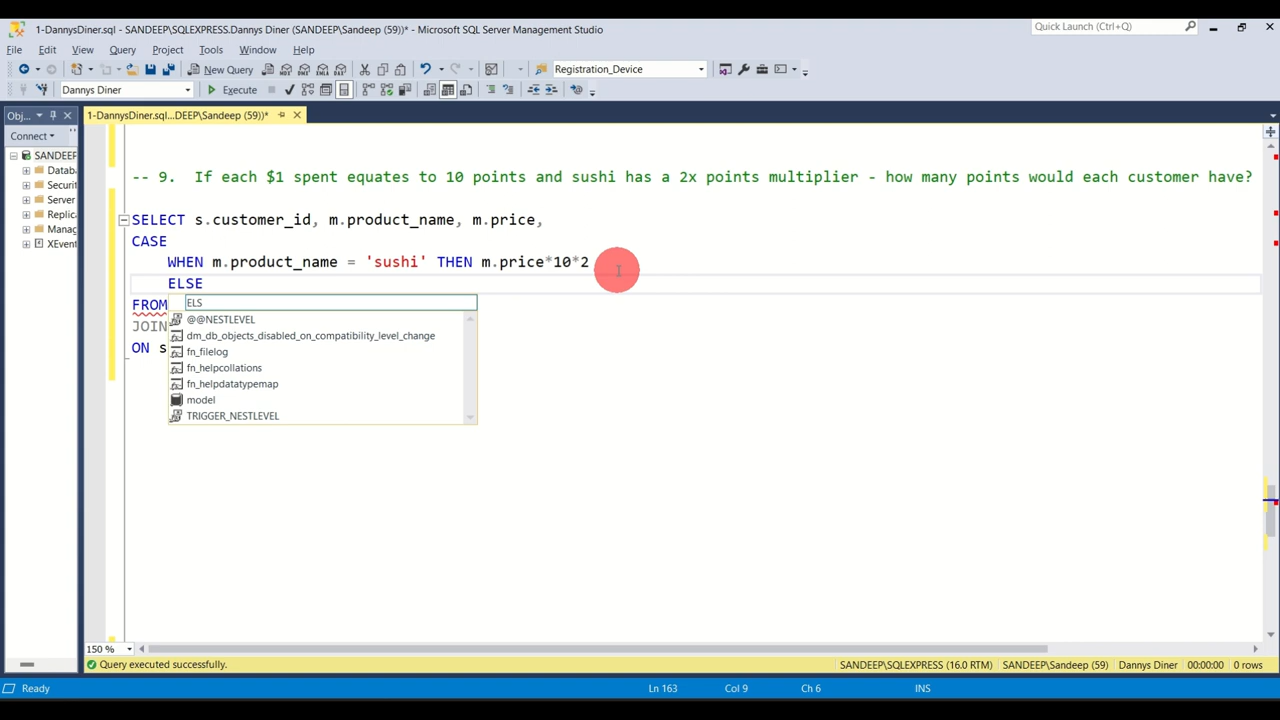 1-DannysDiner.sql - SANDEEP\SQLEXPRESS.Dannys Diner (SANDEEP\Sandeep (59))* - Microsoft SQL Server Management Studio
Quick Launch (Ctrl+Q)
File Edit View Query Project Tools Window Help
New Query
MDX DMX XMLA DAX
Registration_Device
Dannys Diner
Execute
Obj...
1-DannysDiner.sql...DEEP\Sandeep (59))*
Connect
SANDEEP
Databa
Securit
Server
Replic
Manag
XEvent
-- 9. If each $1 spent equates to 10 points and sushi has a 2x points multiplier - how many points would each customer have?
SELECT s.customer_id, m.product_name, m.price,
CASE
WHEN m.product_name = 'sushi' THEN m.price*10*2
ELSE
FROM
JOIN
ON s
ELS
@@NESTLEVEL
dm_db_objects_disabled_on_compatibility_level_change
fn_filelog
fn_helpcollations
fn_helpdatatypemap
model
TRIGGER_NESTLEVEL
150 %
Query executed successfully.
SANDEEP\SQLEXPRESS (16.0 RTM) SANDEEP\Sandeep (59) Dannys Diner 00:00:00 0 rows
Ready
Ln 163 Col 9 Ch 6 INS